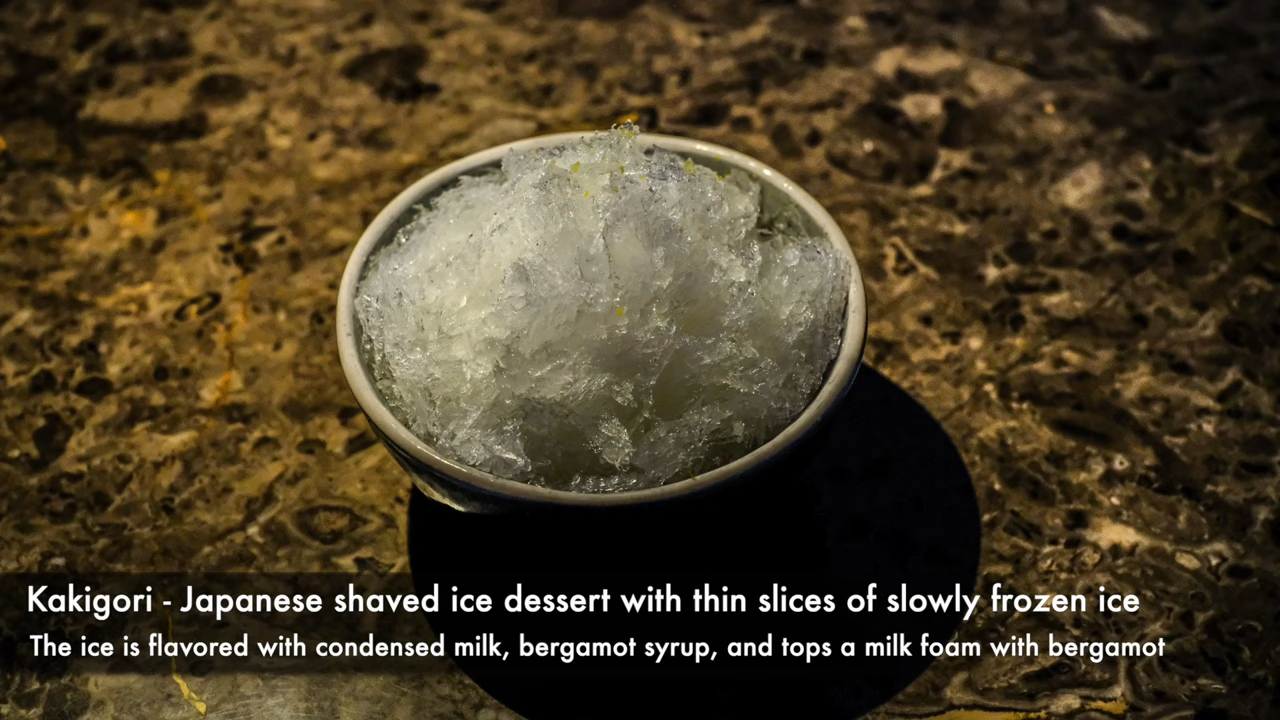 Kakigori - Japanese shaved ice dessert with thin slices of slowly frozen ice
The ice is flavored with condensed milk, bergamot syrup, and tops a milk foam with bergamot